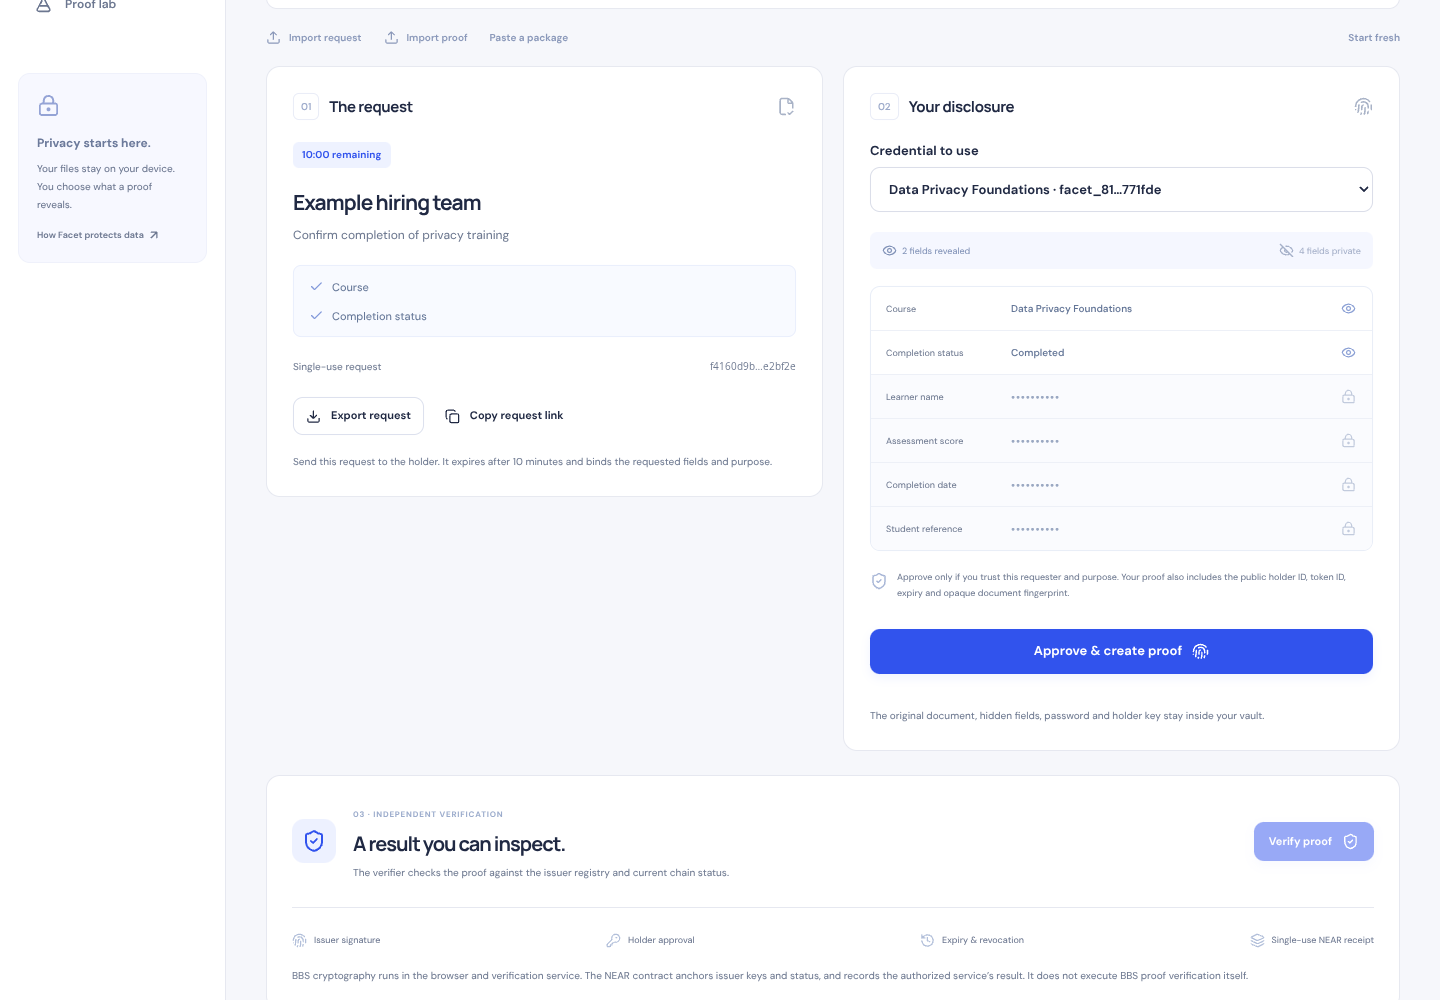 Proof lab
Privacy starts here.
Your files stay on your device.
You choose what a proof
reveals.
How Facet protects data
Import request
Import proof
Paste a package
Start fresh
01
The request
10:00 remaining
Example hiring team
Confirm completion of privacy training
Course
Completion status
Single-use request
f4160d9b...e2bf2e
Export request
Copy request link
Send this request to the holder. It expires after 10 minutes and binds the requested fields and purpose.
02
Your disclosure
Credential to use
Data Privacy Foundations · facet_81...771fde
2 fields revealed
4 fields private
Course
Data Privacy Foundations
Completion status
Completed
Learner name
••••••••••
Assessment score
••••••••••
Completion date
••••••••••
Student reference
••••••••••
Approve only if you trust this requester and purpose. Your proof also includes the public holder ID, token ID,
expiry and opaque document fingerprint.
Approve & create proof
The original document, hidden fields, password and holder key stay inside your vault.
03 · INDEPENDENT VERIFICATION
A result you can inspect.
The verifier checks the proof against the issuer registry and current chain status.
Verify proof
Issuer signature
Holder approval
Expiry & revocation
Single-use NEAR receipt
BBS cryptography runs in the browser and verification service. The NEAR contract anchors issuer keys and status, and records the authorized service's result. It does not execute BBS proof verification itself.